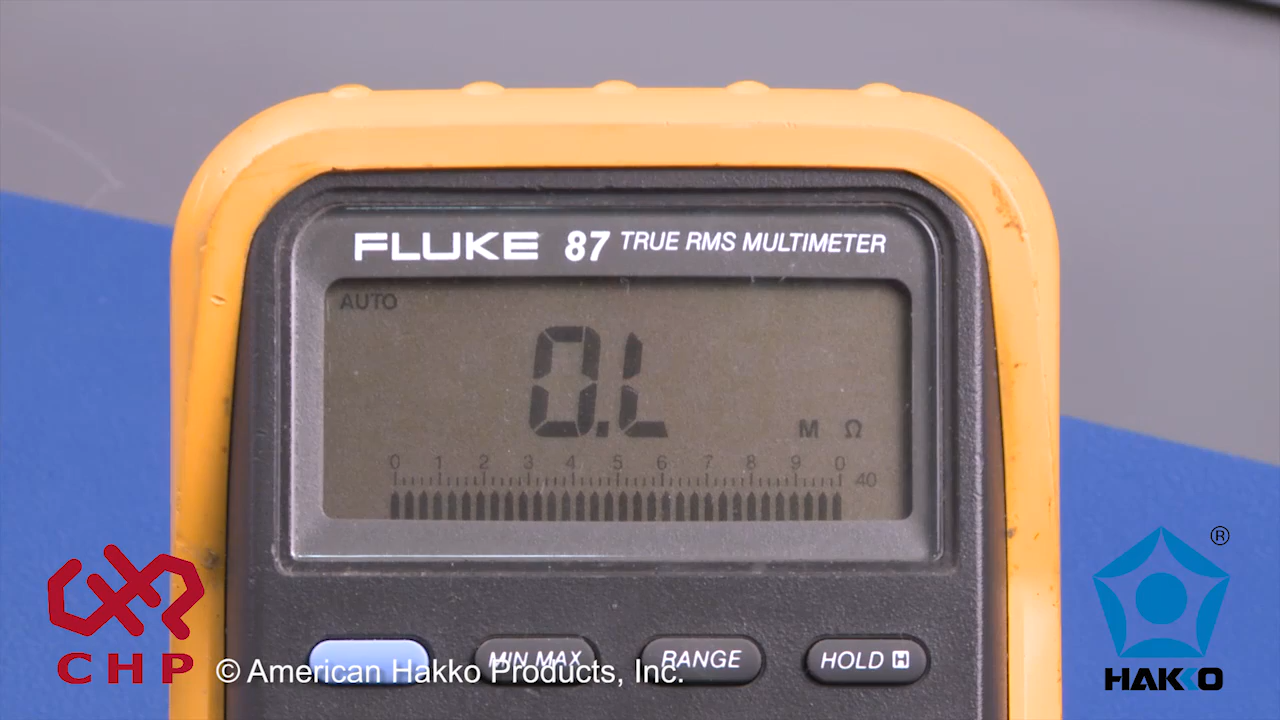 FLUKE 87 TRUE RMS MULTIMETER
AUTO
0.L
M Ω
0 1 2 3 4 5 6 7 8 9 0
40
MIN MAX RANGE HOLD H
CHP
© American Hakko Products, Inc.
®
HAKKO